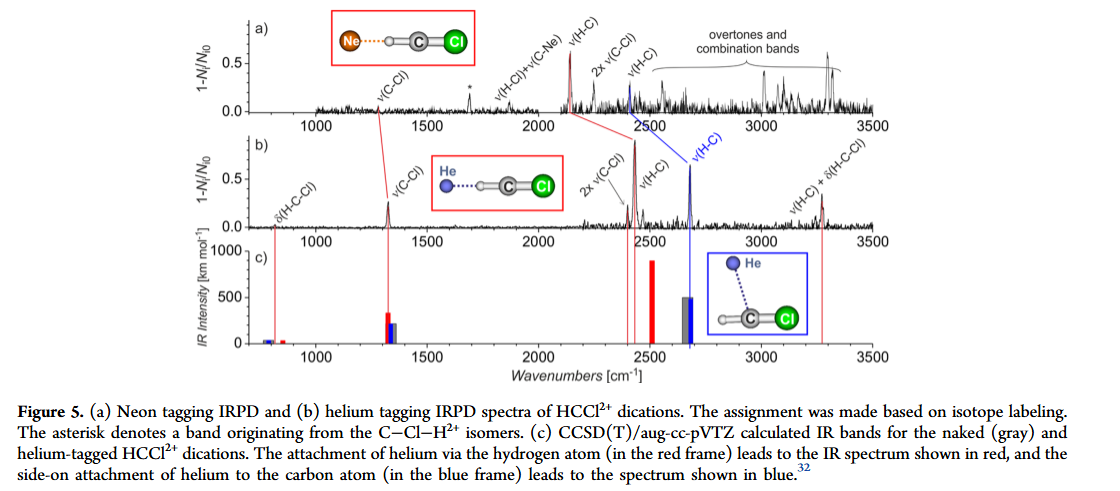 a)
1-Ni/Ni0
0.5
0.0
Ne C Cl
ν(C-Cl)
*
ν(H-Cl)+ν(C-Ne)
ν(H-C)
2x ν(C-Cl)
ν(H-C)
overtones and
combination bands
1000 1500 2000 2500 3000 3500
b)
1-Ni/Ni0
0.5
0.0
δ(H-C-Cl)
ν(C-Cl)
He
C Cl
2x ν(C-Cl)
ν(H-C)
ν(H-C)
ν(H-C) + δ(H-C-Cl)
1000 1500 2000 2500 3000 3500
c)
IR Intensity [km mol⁻¹]
1000
500
0
He
C Cl
1000 1500 2000 2500 3000 3500
Wavenumbers [cm⁻¹]
Figure 5. (a) Neon tagging IRPD and (b) helium tagging IRPD spectra of HCCl²⁺ dications. The assignment was made based on isotope labeling.
The asterisk denotes a band originating from the C−Cl−H²⁺ isomers. (c) CCSD(T)/aug-cc-pVTZ calculated IR bands for the naked (gray) and
helium-tagged HCCl²⁺ dications. The attachment of helium via the hydrogen atom (in the red frame) leads to the IR spectrum shown in red, and the
side-on attachment of helium to the carbon atom (in the blue frame) leads to the spectrum shown in blue.³²